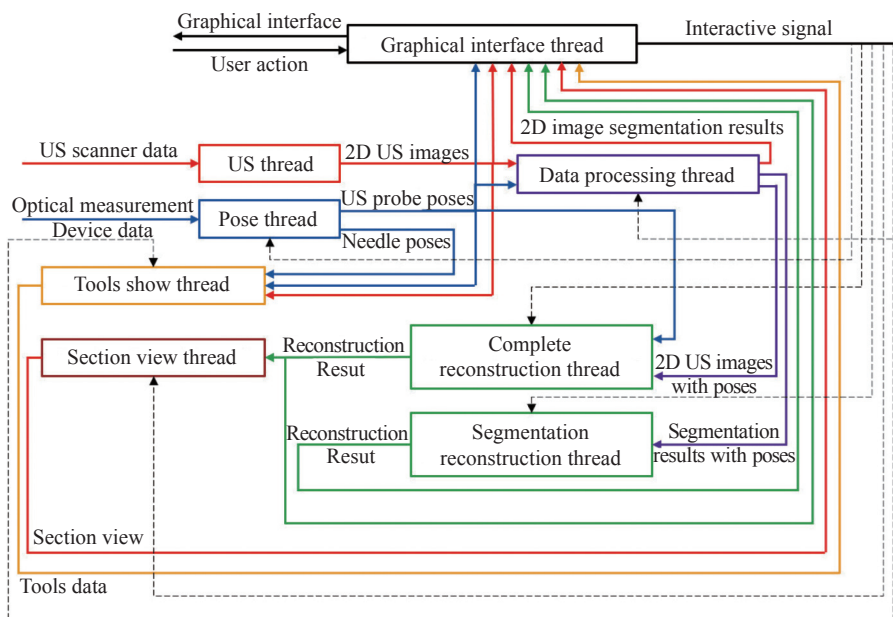 Graphical interface
User action
Graphical interface thread
Interactive signal
2D image segmentation results
US scanner data
US thread
2D US images
Data processing thread
Optical measurement
Pose thread
US probe poses
Device data
Needle poses
Tools show thread
Section view thread
Reconstruction
Resut
Complete
reconstruction thread
2D US images
with poses
Reconstruction
Resut
Segmentation
reconstruction thread
Segmentation
results with poses
Section view
Tools data